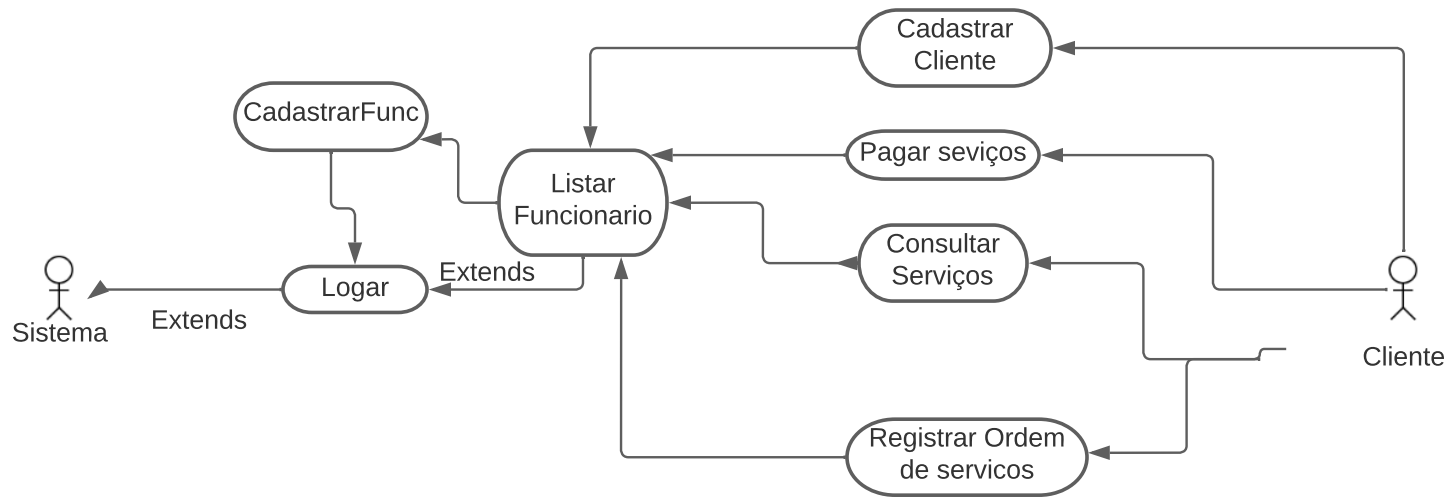 Cadastrar
Cliente
CadastrarFunc
Pagar seviços
Listar
Funcionario
Consultar
Serviços
Extends
Logar
Extends
Sistema
Cliente
Registrar Ordem
de servicos